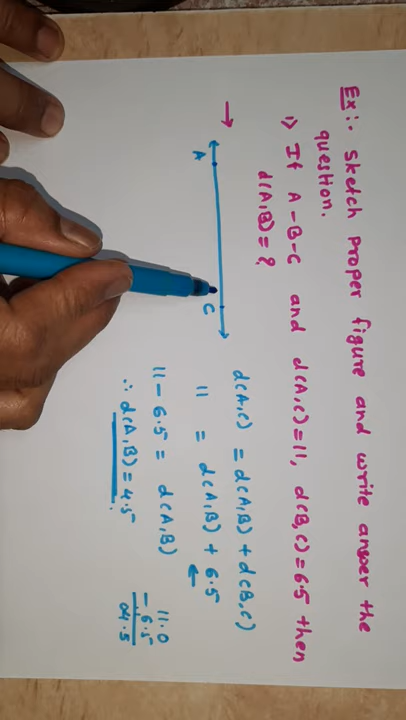 Ex:- Sketch proper figure and write answer the
question.
1) If A-B-C and d(A,C)=11, d(B,C)=6.5 then
d(A,B)=?
→
A C
d(A,C) = d(A,B) + d(B,C)
11 = d(A,B) + 6.5
←
11 - 6.5 = d(A,B)
∴ d(A,B) = 4.5
11.0
- 6.5
04.5